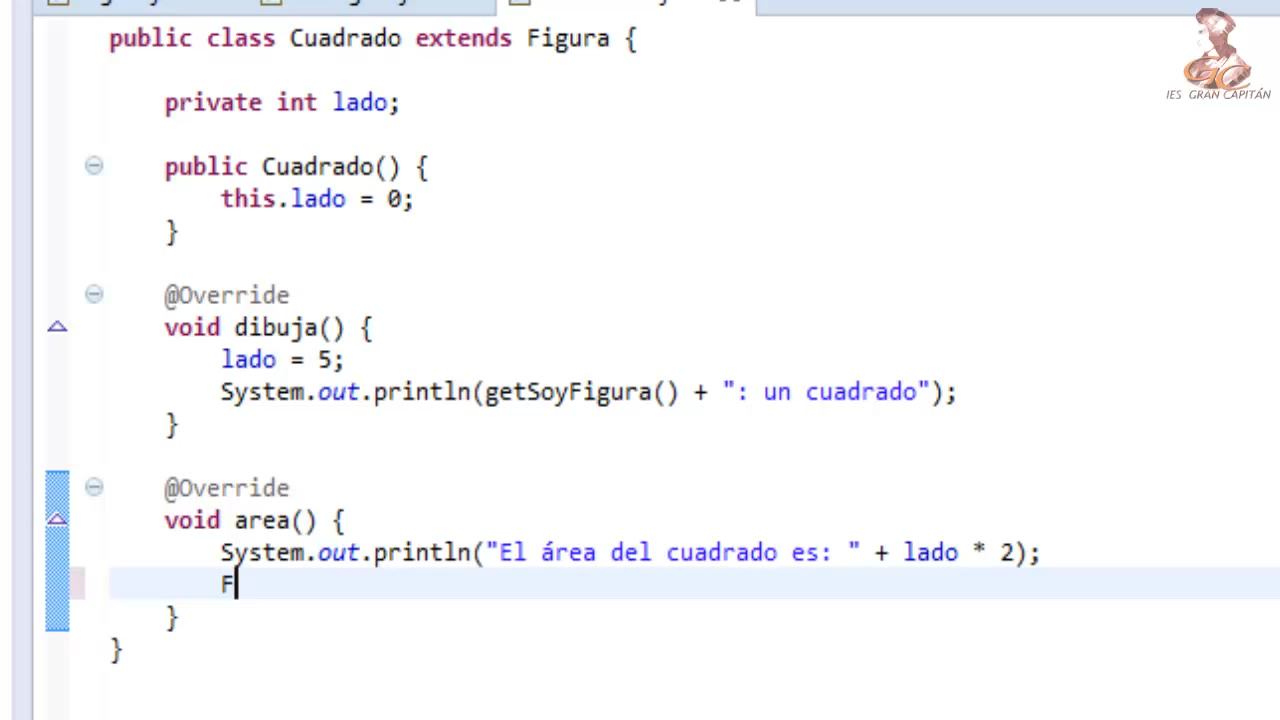 public class Cuadrado extends Figura {
private int lado;
public Cuadrado() {
this.lado = 0;
}
@Override
void dibuja() {
lado = 5;
System.out.println(getSoyFigura() + ": un cuadrado");
}
@Override
void area() {
System.out.println("El área del cuadrado es: " + lado * 2);
F
}
}
GC
IES GRAN CAPITÁN